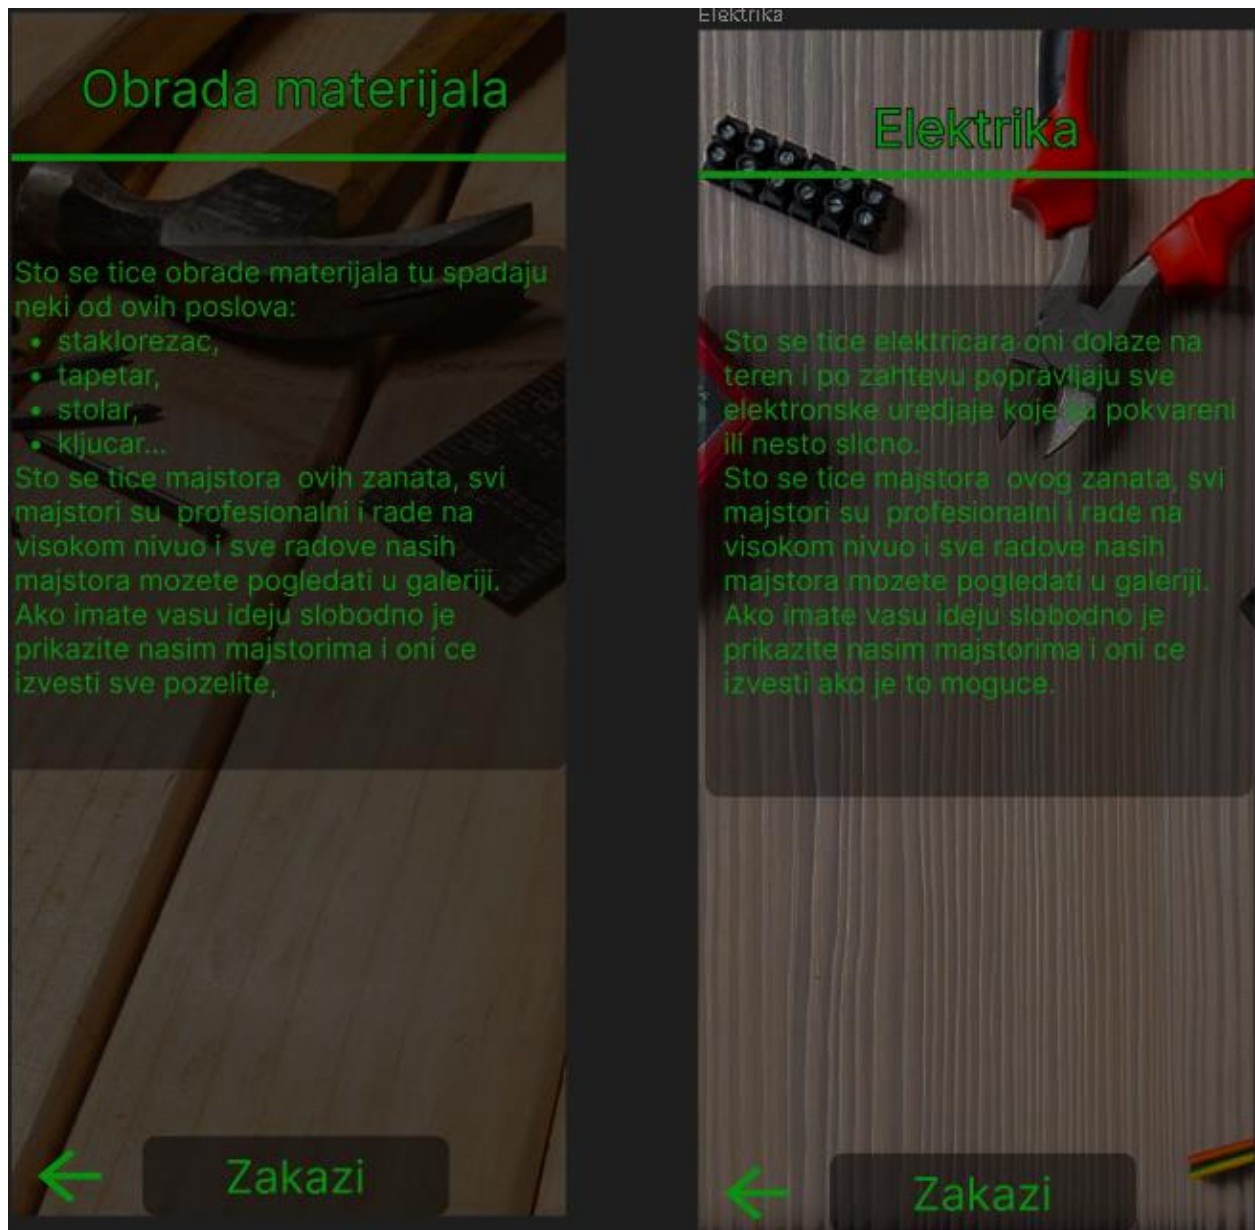 Obrada materijala
Sto se tice obrade materijala tu spadaju
neki od ovih poslova:
• staklorezac,
• tapetar,
• stolar,
• kljucar...
Sto se tice majstora  ovih zanata, svi
majstori su  profesionalni i rade na
visokom nivuo i sve radove nasih
majstora mozete pogledati u galeriji.
Ako imate vasu ideju slobodno je
prikazite nasim majstorima i oni ce
izvesti sve pozelite,
Zakazi
Elektrika
Elektrika
Sto se tice elektricara oni dolaze na
teren i po zahtevu popravljaju sve
elektronske uredjaje koje su pokvareni
ili nesto slicno.
Sto se tice majstora  ovog zanata, svi
majstori su  profesionalni i rade na
visokom nivuo i sve radove nasih
majstora mozete pogledati u galeriji.
Ako imate vasu ideju slobodno je
prikazite nasim majstorima i oni ce
izvesti ako je to moguce.
Zakazi